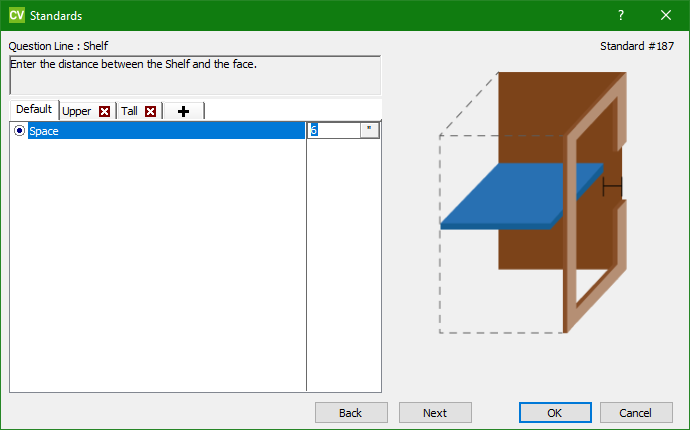 CV Standards ?
Question Line : Shelf
Standard #187
Enter the distance between the Shelf and the face.
Default Upper Tall
Space 6 "
Back Next OK Cancel